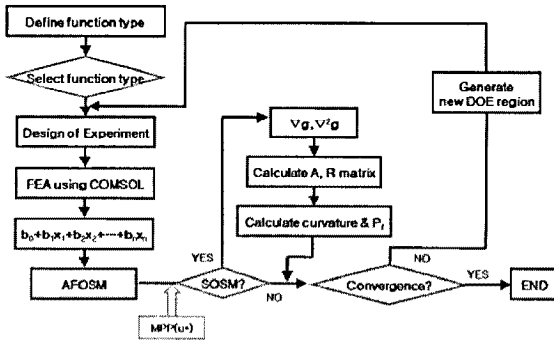 Define function type
Select function type
Design of Experiment
FEA using COMSOL
b₀+b₁x₁+b₂x₂+----+bₙxₙ
AFOSM
MPP(u*)
YES
SOSM?
NO
∇g, ∇²g
Calculate A, R matrix
Calculate curvature & P_f
Generate
new DOE region
NO
Convergence?
YES
END